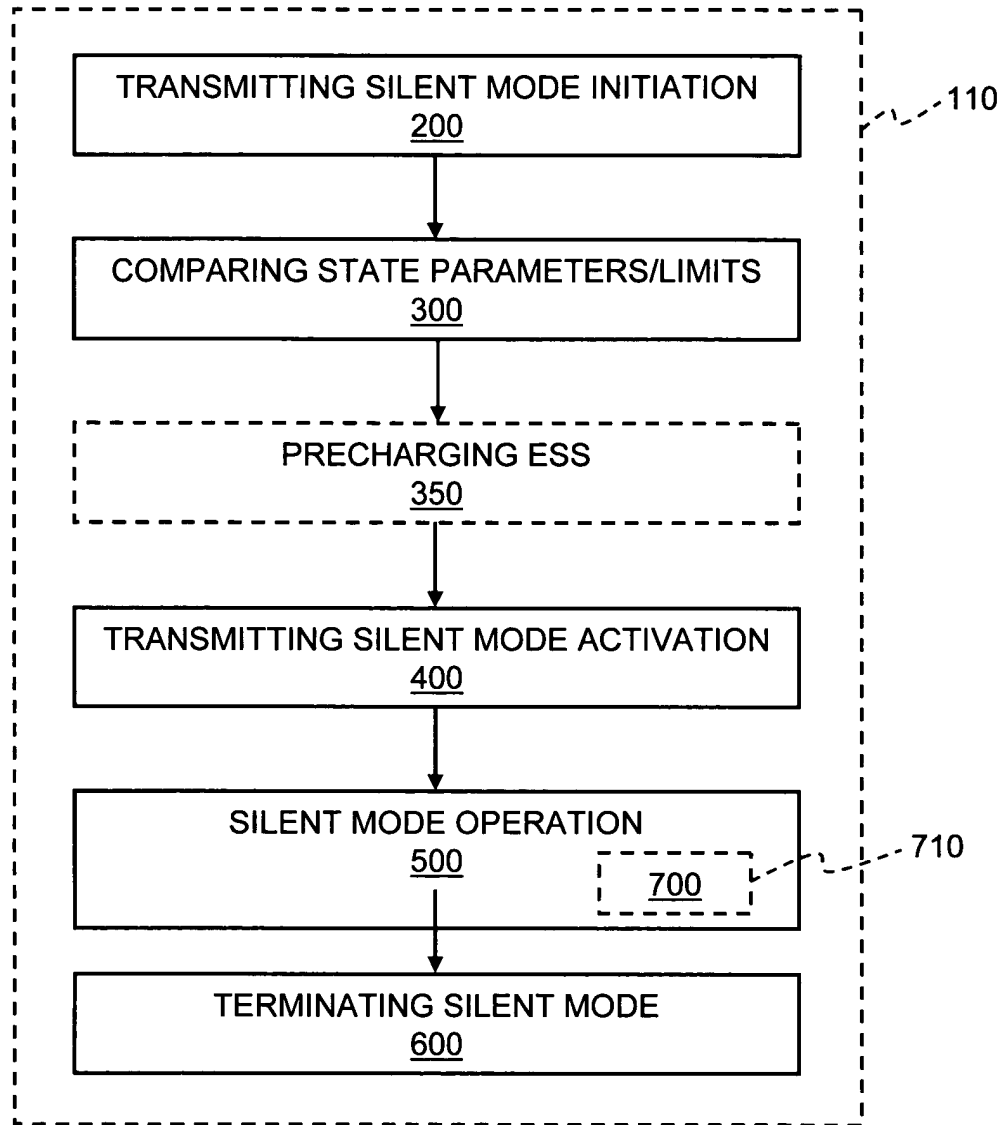 TRANSMITTING SILENT MODE INITIATION
200
110
COMPARING STATE PARAMETERS/LIMITS
300
PRECHARGING ESS
350
TRANSMITTING SILENT MODE ACTIVATION
400
SILENT MODE OPERATION
500
700
710
TERMINATING SILENT MODE
600